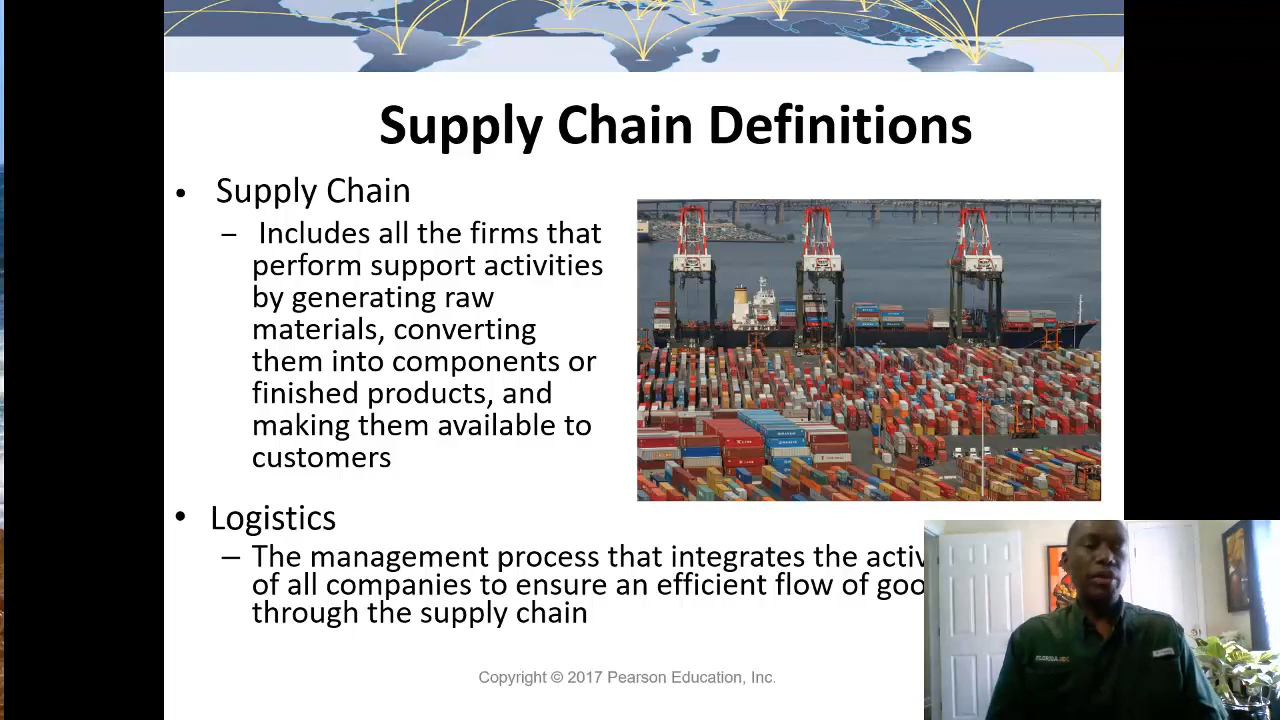 Supply Chain Definitions
• Supply Chain
– Includes all the firms that
perform support activities
by generating raw
materials, converting
them into components or
finished products, and
making them available to
customers
• Logistics
– The management process that integrates the activ
of all companies to ensure an efficient flow of goo
through the supply chain
Copyright © 2017 Pearson Education, Inc.